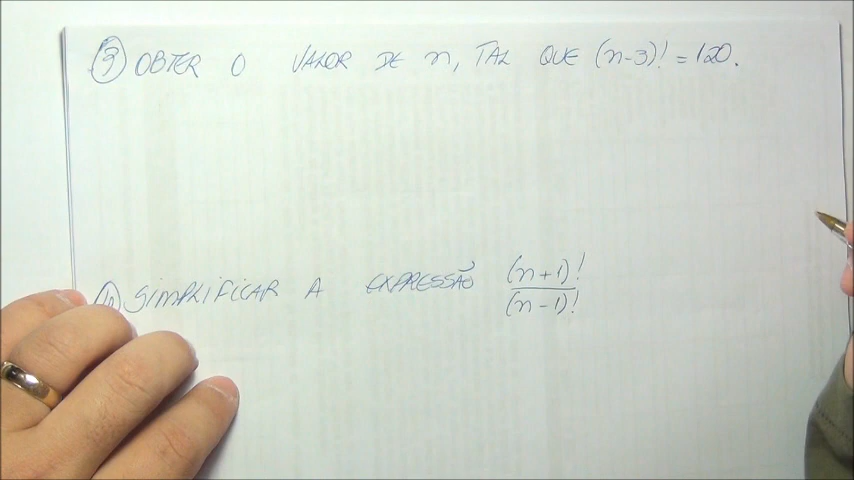 3 OBTER O VALOR DE n, TAL QUE (n-3)! = 120.
SIMPLIFICAR A EXPRESSÃO (n+1)!
(n-1)!